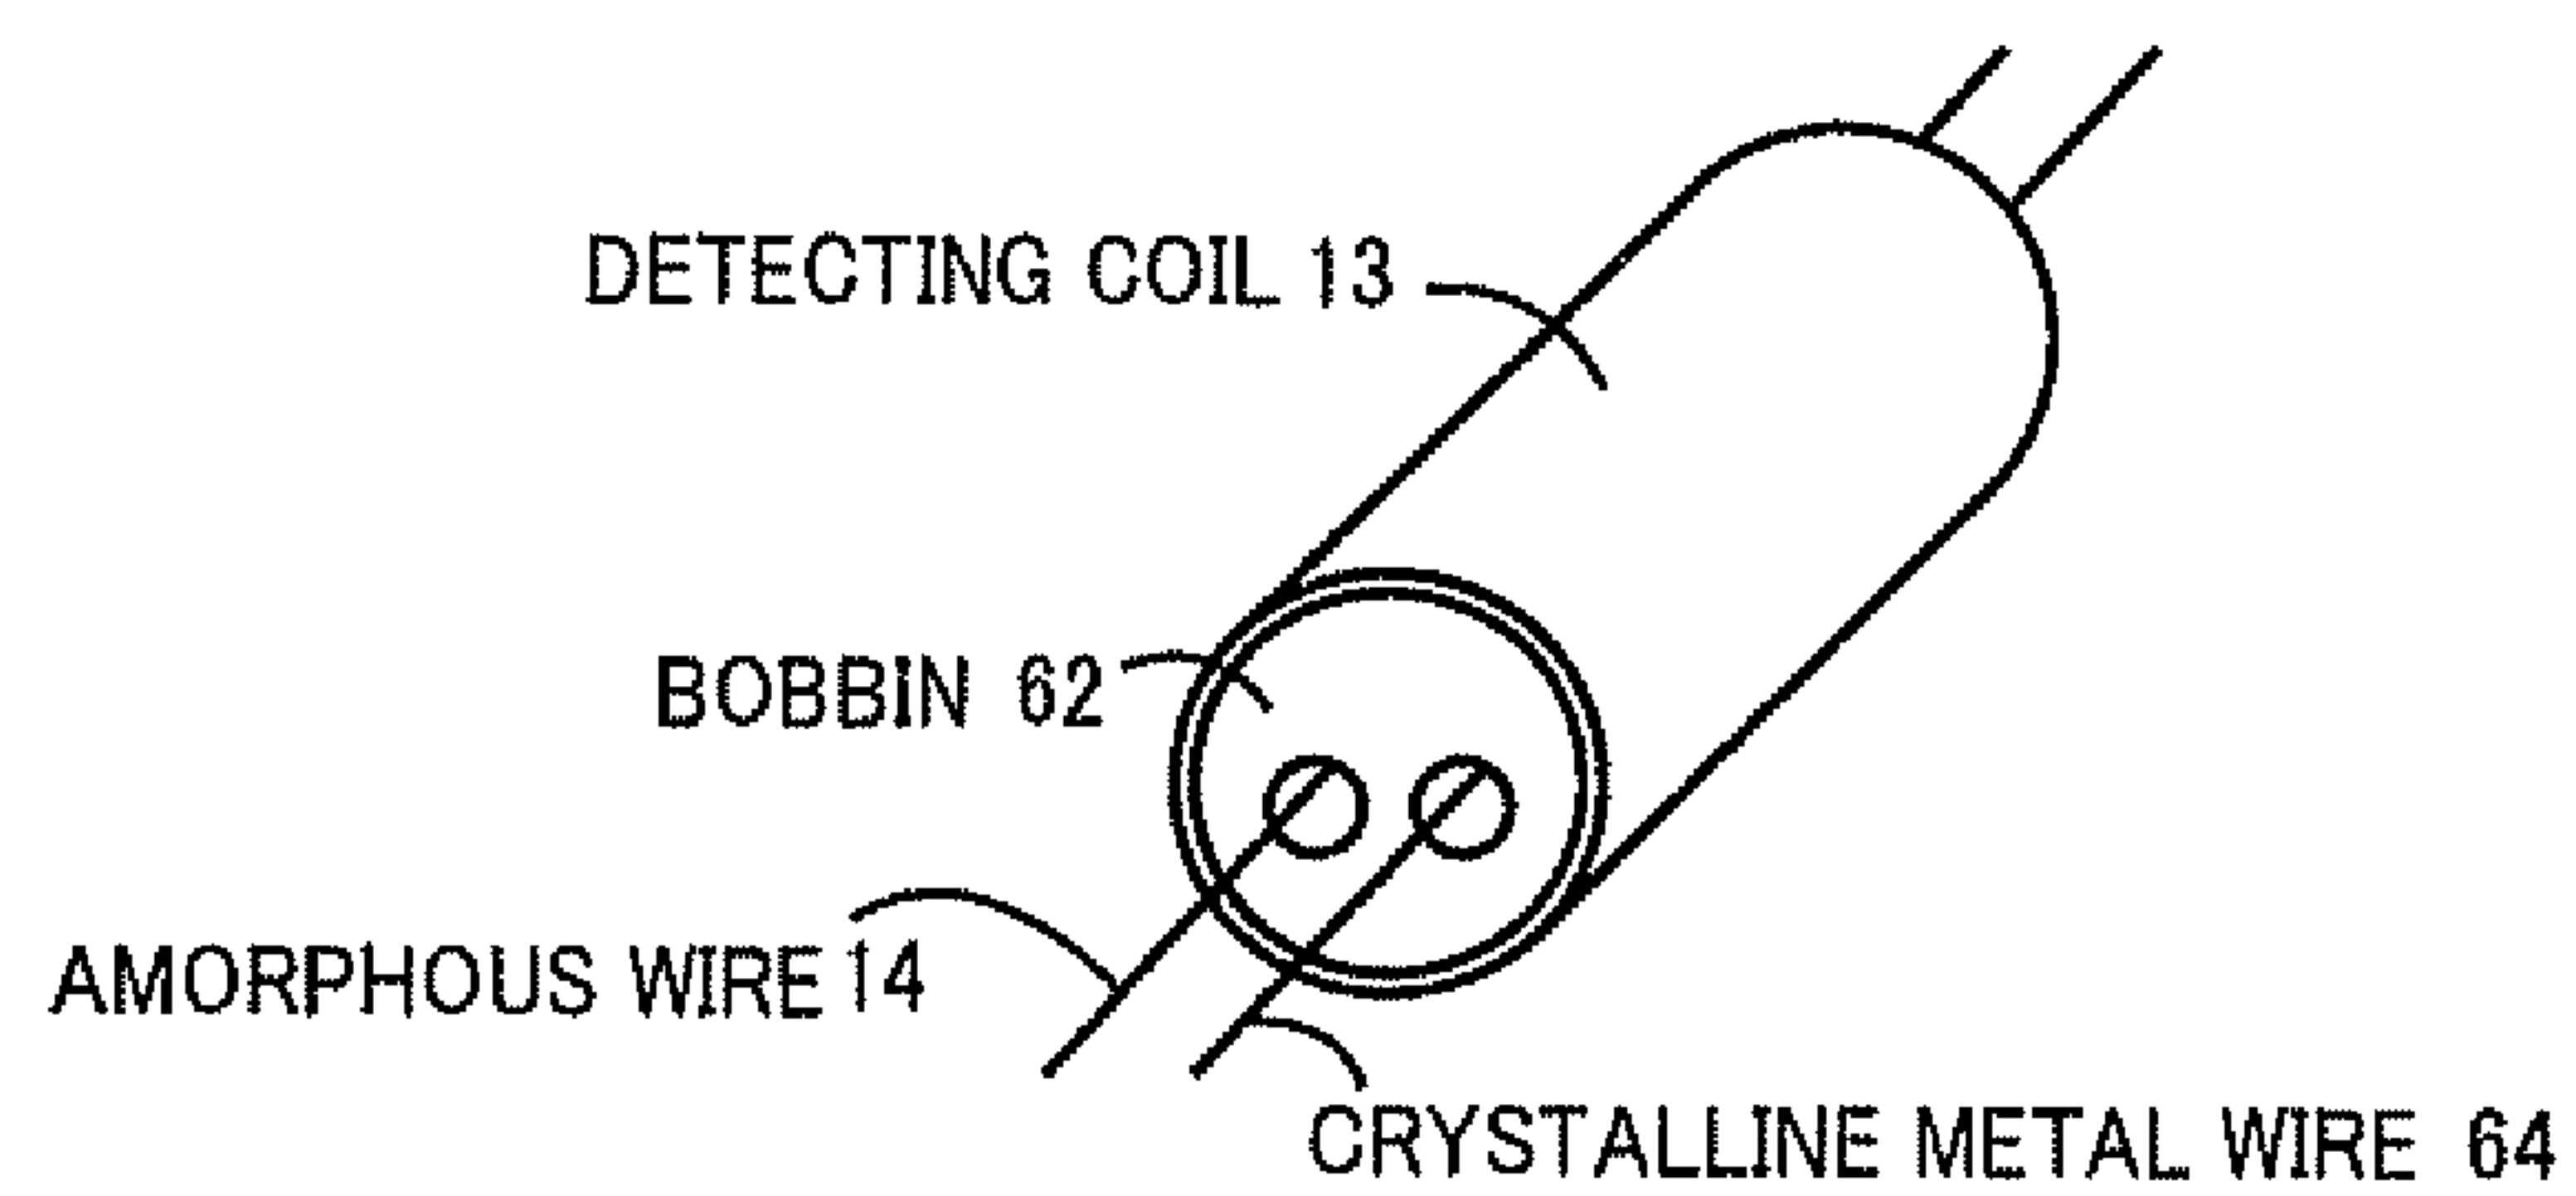 DETECTING COIL 13
BOBBIN 62
AMORPHOUS WIRE 14
CRYSTALLINE METAL WIRE 64